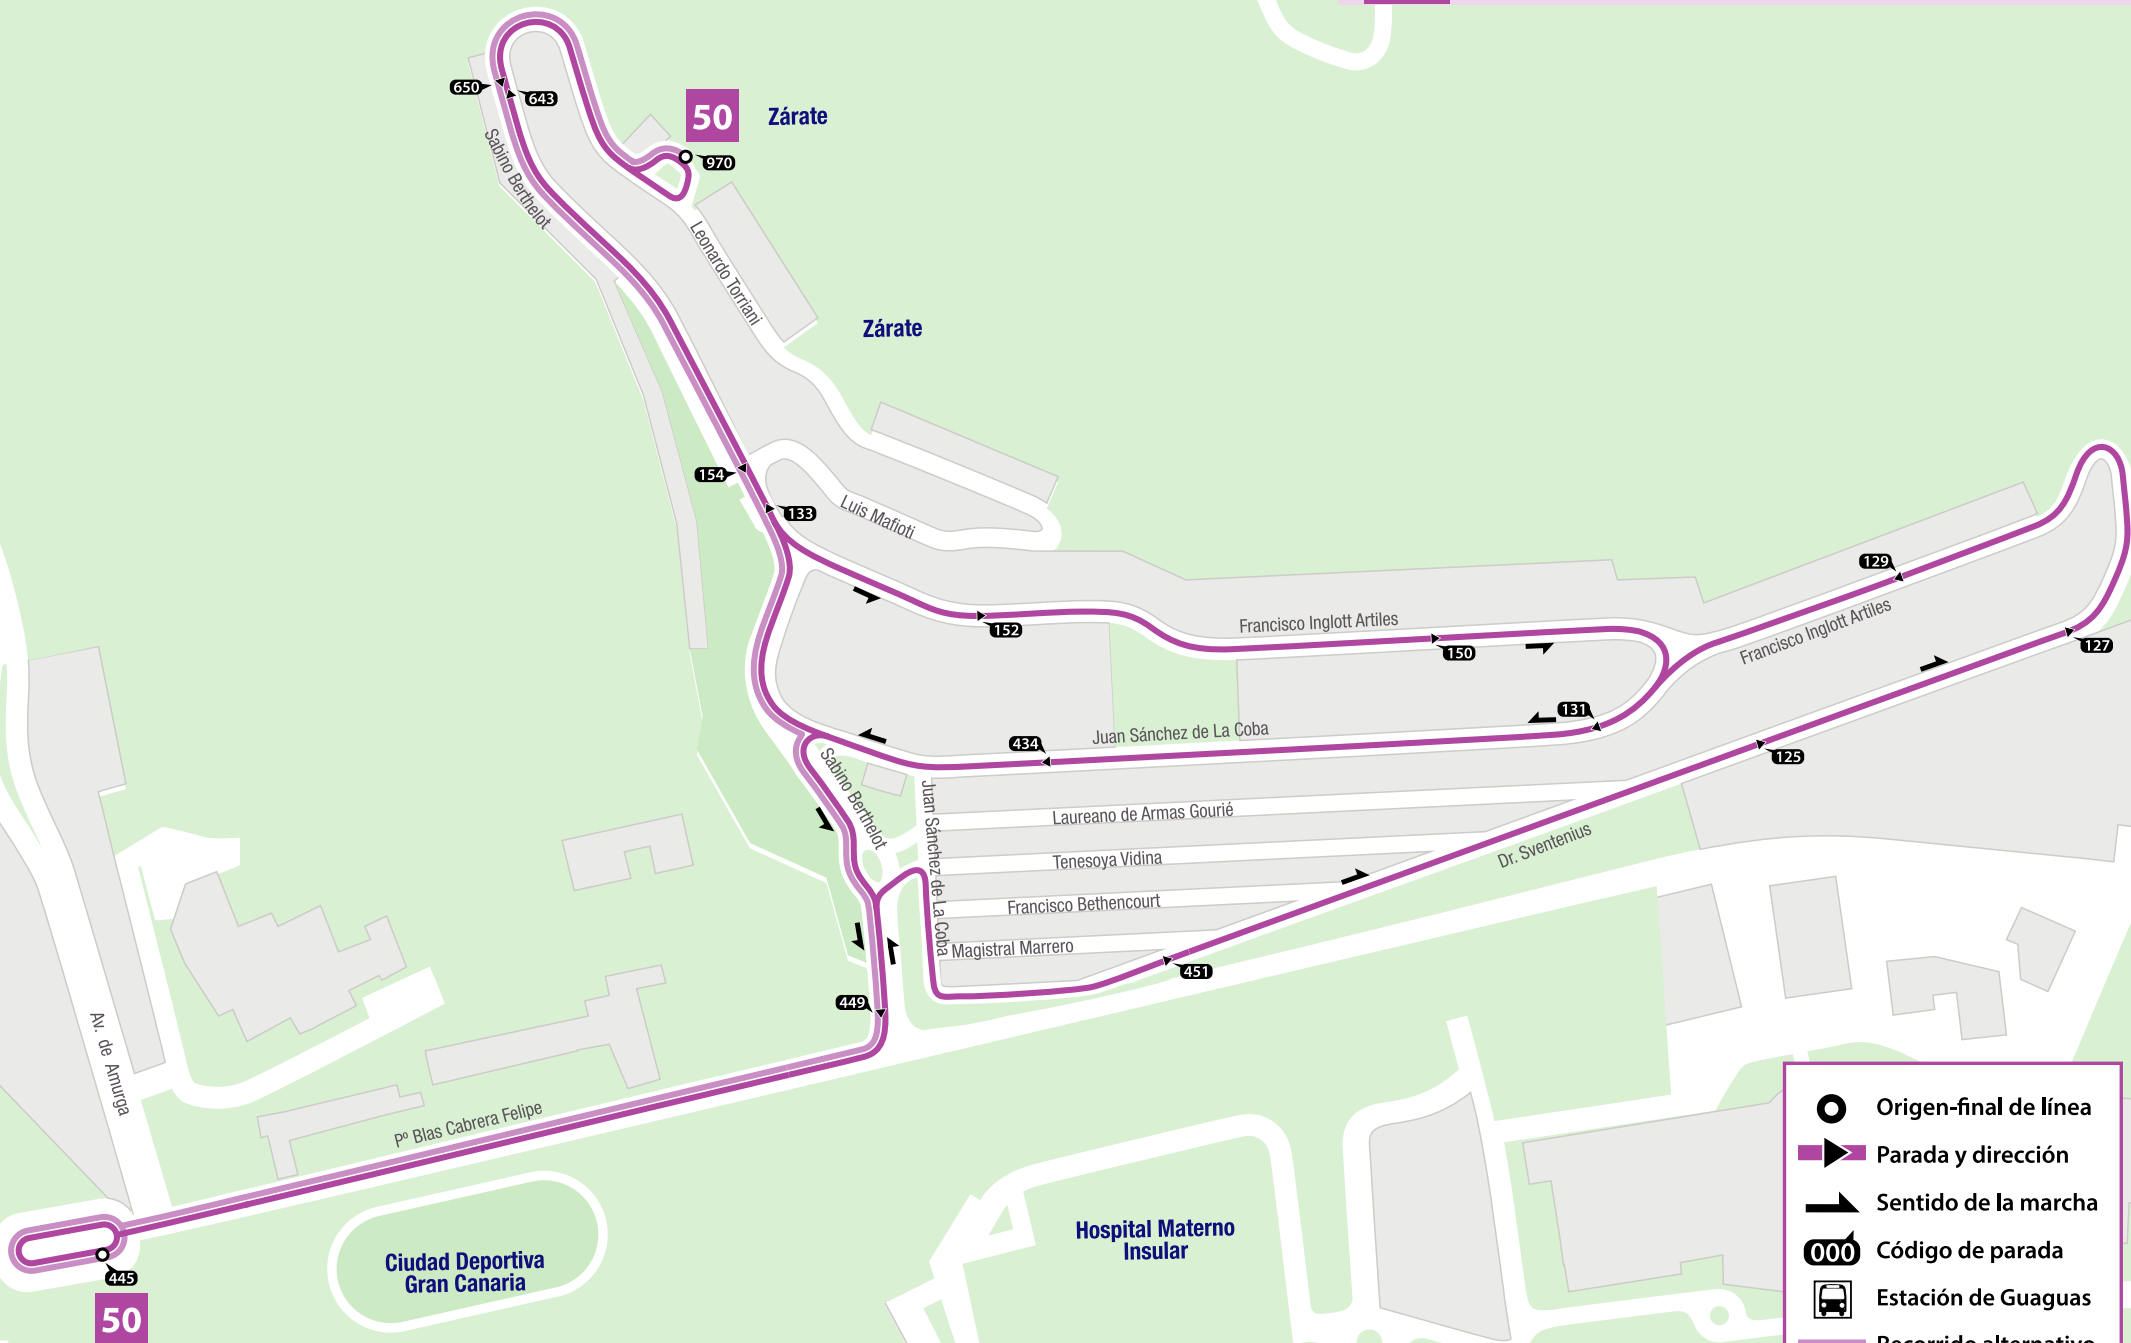 650
643
50
Zárate
970
Sabino Berthelot
Leonardo Torriani
Zárate
154
133
Luis Mafioti
152
Francisco Inglott Artiles
150
129
Francisco Inglott Artiles
127
131
434
Juan Sánchez de La Coba
125
Sabino Berthelot
Juan Sánchez de La Coba
Laureano de Armas Gourié
Tenesoya Vidina
Dr. Sventenius
Francisco Bethencourt
Magistral Marrero
451
449
Av. de Amurga
Pº Blas Cabrera Felipe
445
50
Ciudad Deportiva
Gran Canaria
Hospital Materno
Insular
Origen-final de línea
Parada y dirección
Sentido de la marcha
000 Código de parada
Estación de Guaguas
Recorrido alternativo